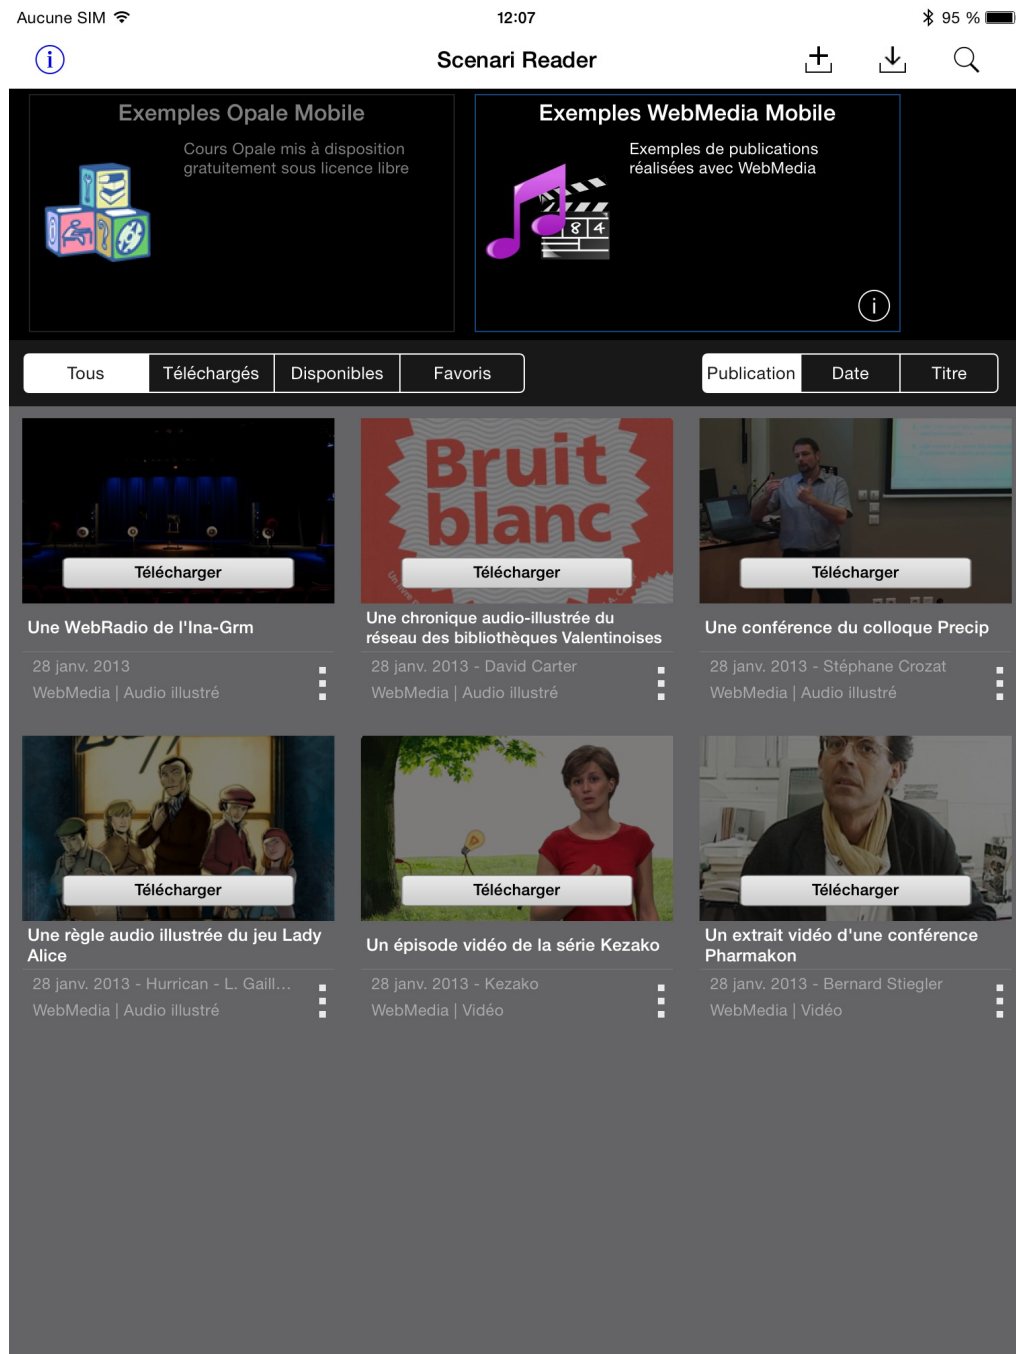 Aucune SIM
12:07
95 %
Scenari Reader
Exemples Opale Mobile
Cours Opale mis à disposition
gratuitement sous licence libre
Exemples WebMedia Mobile
Exemples de publications
réalisées avec WebMedia
8 4
Tous
Téléchargés
Disponibles
Favoris
Publication
Date
Titre
Bruit
blanc
Télécharger
Télécharger
Télécharger
Une WebRadio de l'Ina-Grm
Une chronique audio-illustrée du
réseau des bibliothèques Valentinoises
Une conférence du colloque Precip
28 janv. 2013
WebMedia | Audio illustré
28 janv. 2013 - David Carter
WebMedia | Audio illustré
28 janv. 2013 - Stéphane Crozat
WebMedia | Audio illustré
Télécharger
Télécharger
Télécharger
Une règle audio illustrée du jeu Lady
Alice
Un épisode vidéo de la série Kezako
Un extrait vidéo d'une conférence
Pharmakon
28 janv. 2013 - Hurrican - L. Gaill...
WebMedia | Audio illustré
28 janv. 2013 - Kezako
WebMedia | Vidéo
28 janv. 2013 - Bernard Stiegler
WebMedia | Vidéo